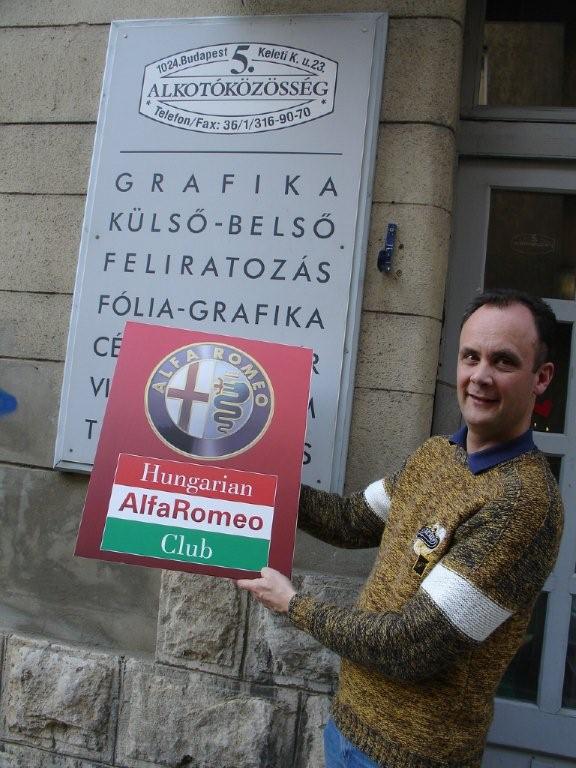 1024.Budapest 5. Keleti K. u.23.
ALKOTÓKÖZÖSSÉG
Telefon/Fax: 36/1/316-90-70
GRAFIKA
KÜLSŐ-BELSŐ
FELIRATOZÁS
FÓLIA-GRAFIKA
ALFA ROMEO
Hungarian
AlfaRomeo
Club